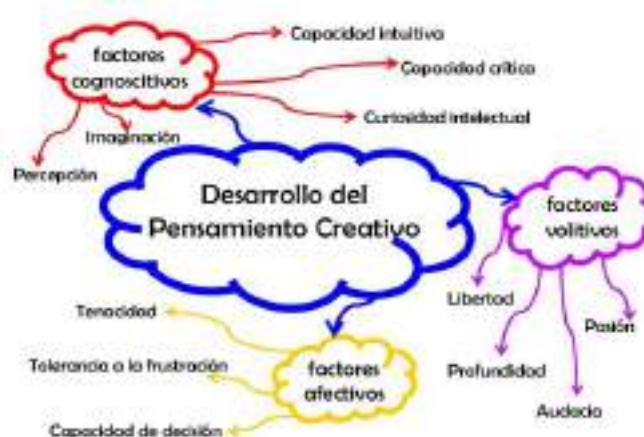 factores
cognoscitivos
Capacidad intuitiva
Capacidad crítica
Curiosidad intelectual
Imaginación
Percepción
Desarrollo del
Pensamiento Creativo
factores
volitivos
Libertad
Pasión
Profundidad
Audacia
Tenacidad
Tolerancia a la frustración
factores
afectivos
Capacidad de decisión